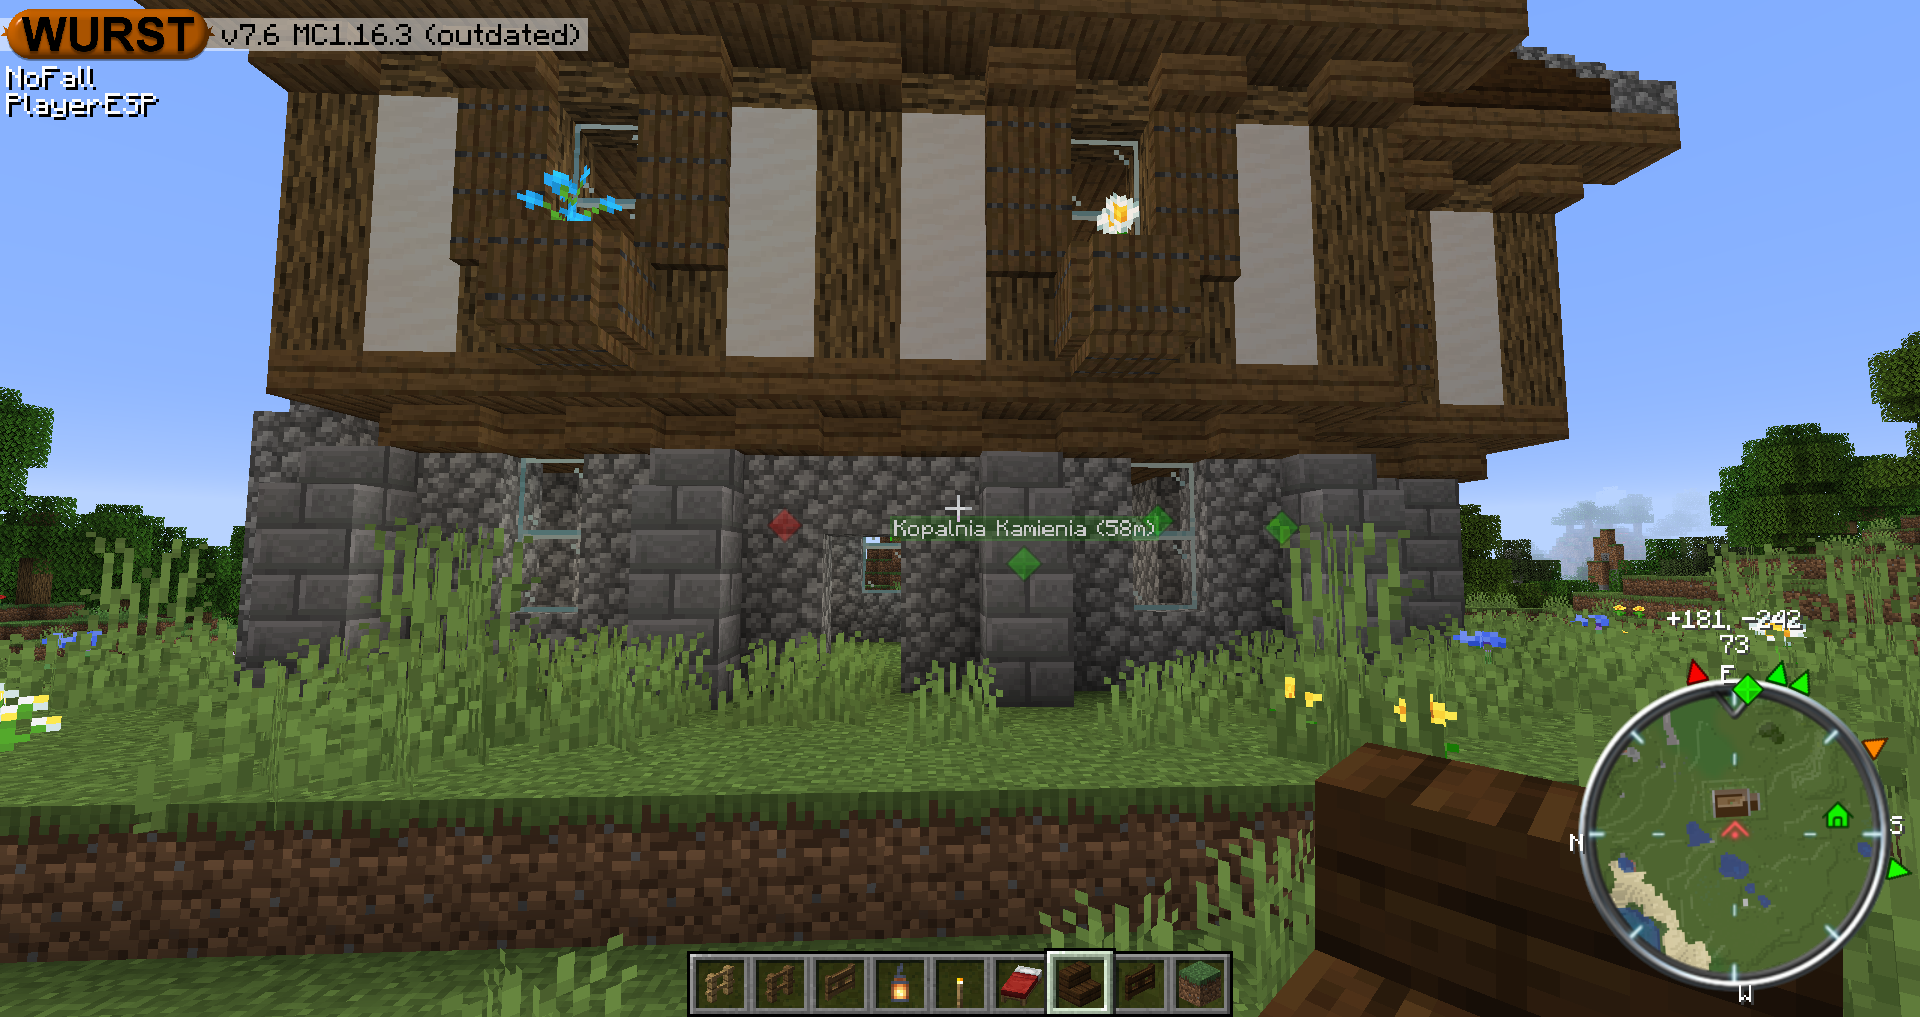 WURST v7.6 MC1.16.3 (outdated)
NoFall
PlayerESP
Kopalnia Kamienia (58m)
+181, -242
73
E
N
S
W